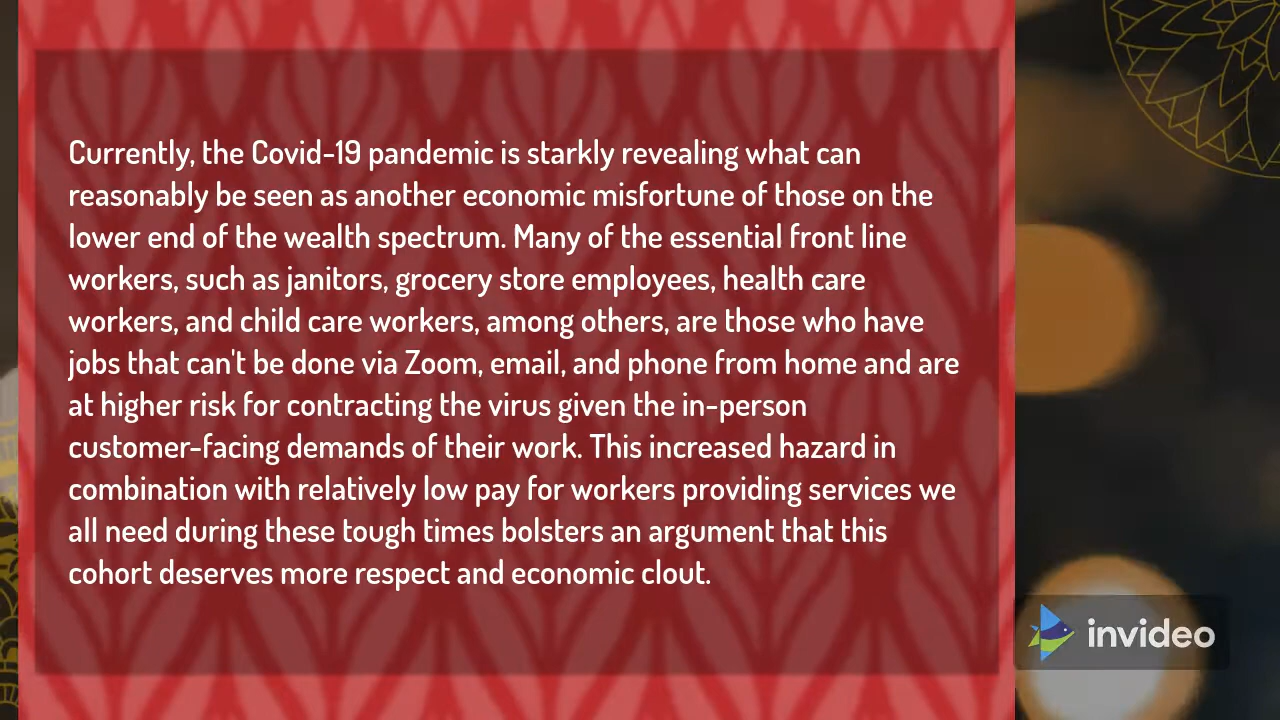 Currently, the Covid-19 pandemic is starkly revealing what can
reasonably be seen as another economic misfortune of those on the
lower end of the wealth spectrum. Many of the essential front line
workers, such as janitors, grocery store employees, health care
workers, and child care workers, among others, are those who have
jobs that can't be done via Zoom, email, and phone from home and are
at higher risk for contracting the virus given the in-person
customer-facing demands of their work. This increased hazard in
combination with relatively low pay for workers providing services we
all need during these tough times bolsters an argument that this
cohort deserves more respect and economic clout.
invideo